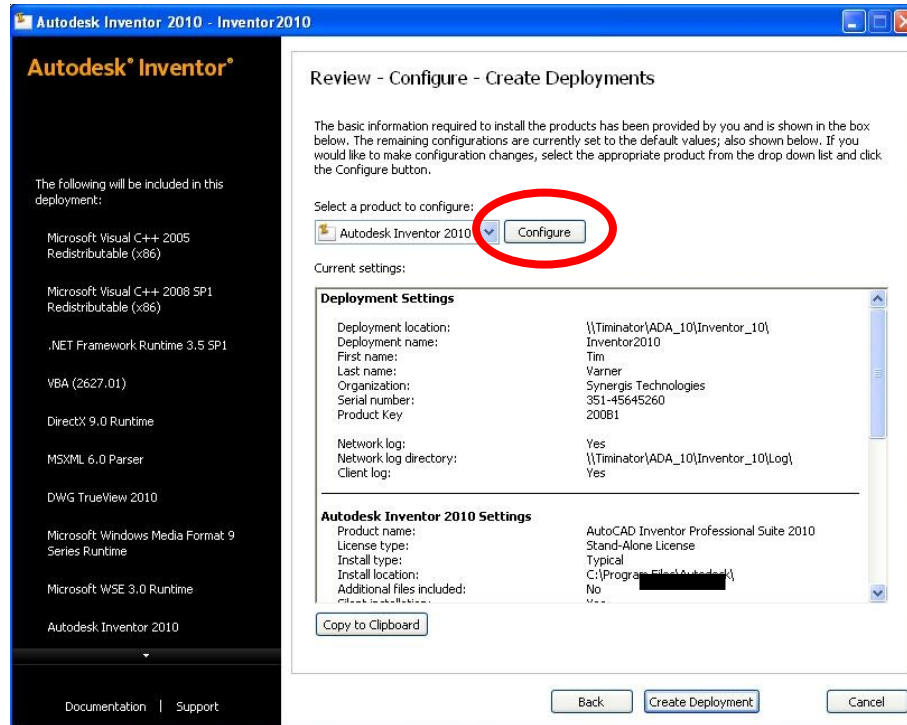 Autodesk Inventor 2010 - Inventor2010
Autodesk® Inventor®
The following will be included in this
deployment:
Microsoft Visual C++ 2005
Redistributable (x86)
Microsoft Visual C++ 2008 SP1
Redistributable (x86)
.NET Framework Runtime 3.5 SP1
VBA (2627.01)
DirectX 9.0 Runtime
MSXML 6.0 Parser
DWG TrueView 2010
Microsoft Windows Media Format 9
Series Runtime
Microsoft WSE 3.0 Runtime
Autodesk Inventor 2010
Documentation | Support
Review - Configure - Create Deployments
The basic information required to install the products has been provided by you and is shown in the box
below. The remaining configurations are currently set to the default values; also shown below. If you
would like to make configuration changes, select the appropriate product from the drop down list and click
the Configure button.
Select a product to configure:
Autodesk Inventor 2010 Configure
Current settings:
Deployment Settings
Deployment location: \\Timinator\ADA_10\Inventor_10\
Deployment name: Inventor2010
First name: Tim
Last name: Varner
Organization: Synergis Technologies
Serial number: 351-45645260
Product Key 200B1
Network log: Yes
Network log directory: \\Timinator\ADA_10\Inventor_10\Log\
Client log: Yes
Autodesk Inventor 2010 Settings
Product name: AutoCAD Inventor Professional Suite 2010
License type: Stand-Alone License
Install type: Typical
Install location: C:\Program Files\Autodesk\
Additional files included: No
Copy to Clipboard
Back Create Deployment Cancel